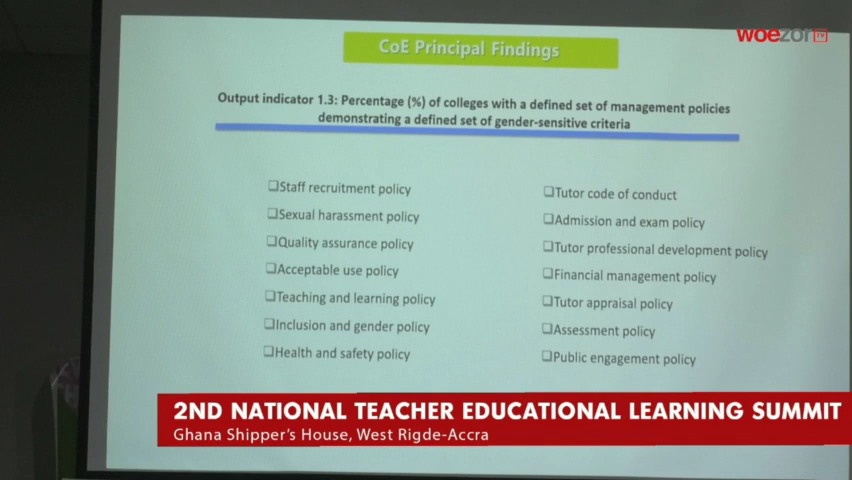 woezor TV
CoE Principal Findings
Output indicator 1.3: Percentage (%) of colleges with a defined set of management policies
demonstrating a defined set of gender-sensitive criteria
❑Staff recruitment policy
❑Sexual harassment policy
❑Quality assurance policy
❑Acceptable use policy
❑Teaching and learning policy
❑Inclusion and gender policy
❑Health and safety policy
❑Tutor code of conduct
❑Admission and exam policy
❑Tutor professional development policy
❑Financial management policy
❑Tutor appraisal policy
❑Assessment policy
❑Public engagement policy
2ND NATIONAL TEACHER EDUCATIONAL LEARNING SUMMIT
Ghana Shipper's House, West Rigde-Accra